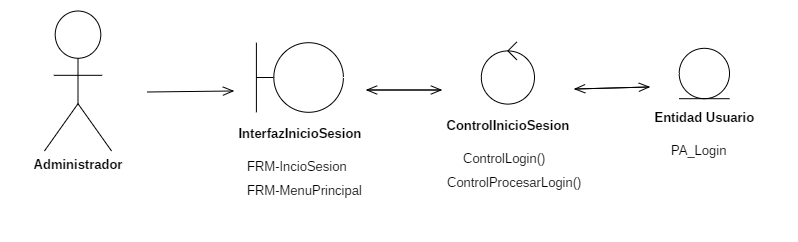 Administrador
InterfazInicioSesion
FRM-IncioSesion
FRM-MenuPrincipal
ControlInicioSesion
ControlLogin()
ControlProcesarLogin()
Entidad Usuario
PA_Login